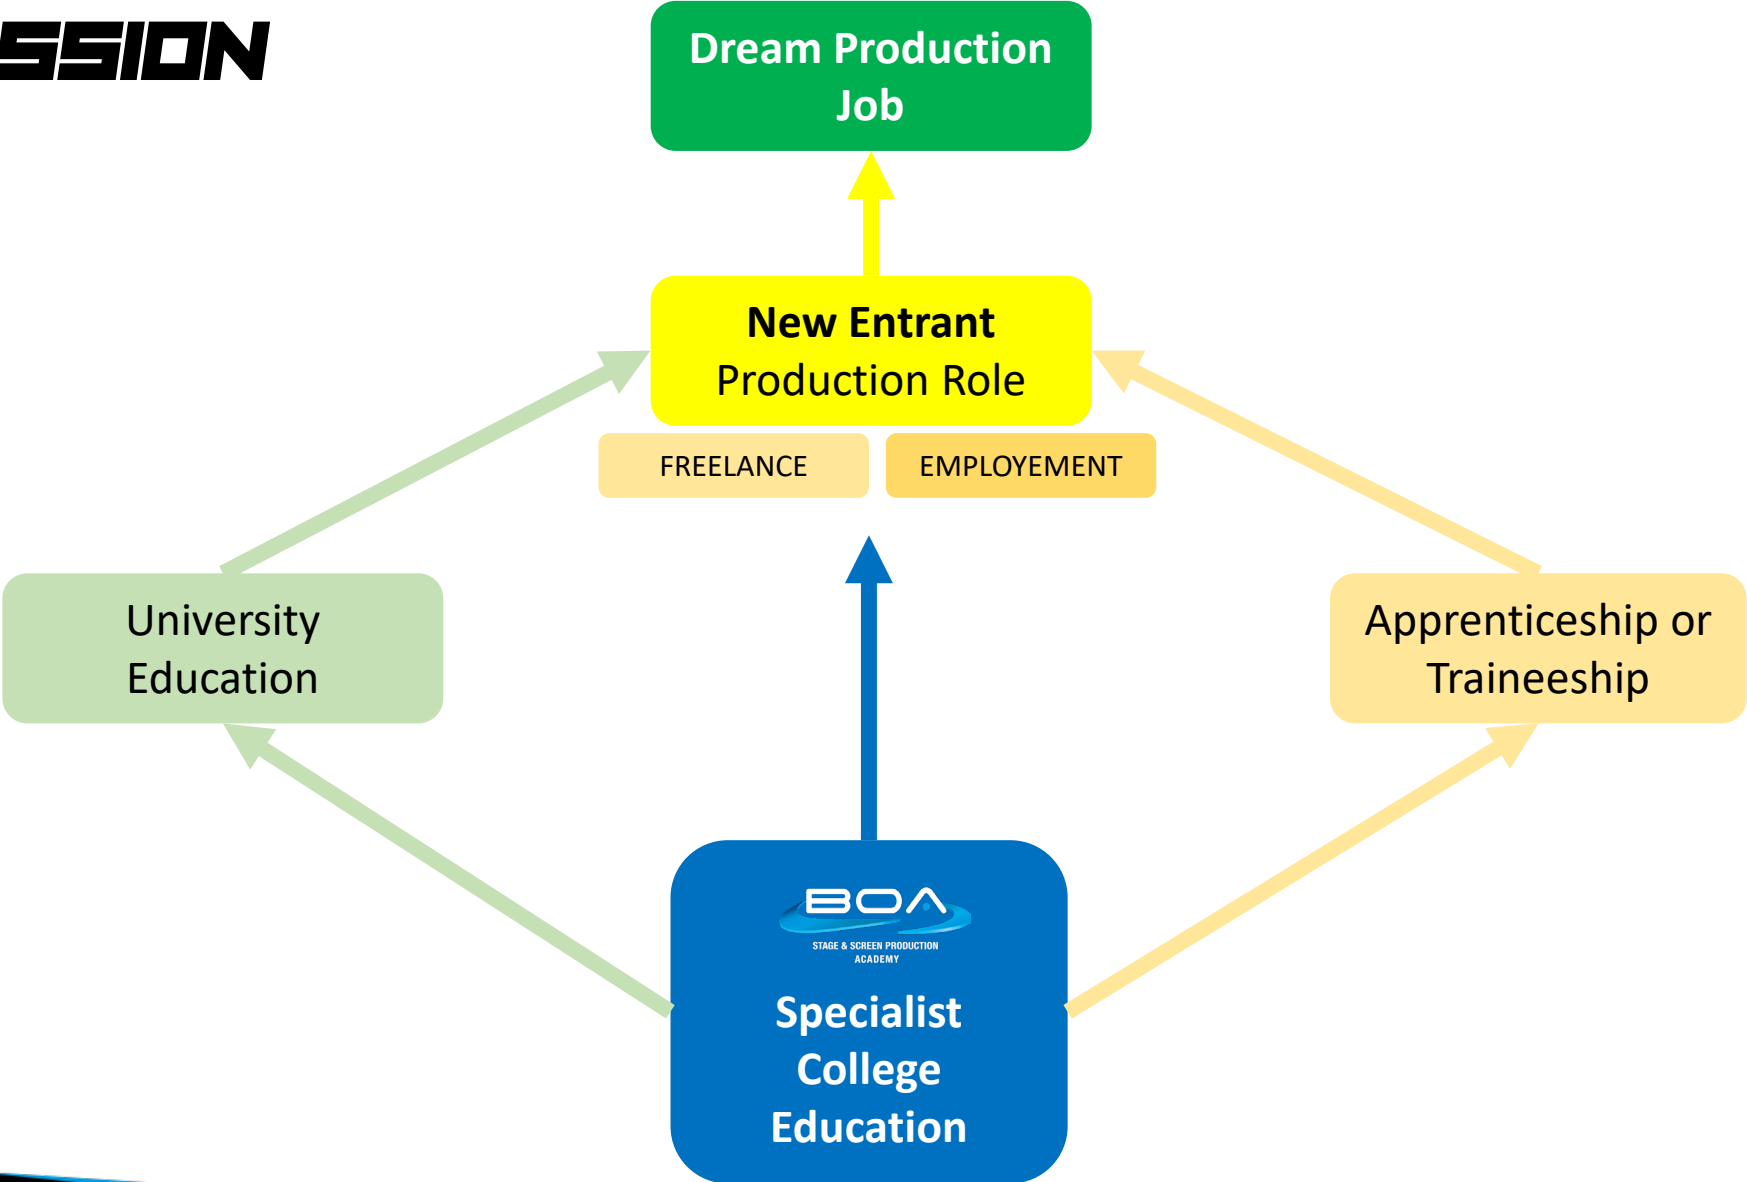 Dream Production
Job
New Entrant
Production Role
FREELANCE
EMPLOYEMENT
University
Education
Apprenticeship or
Traineeship
BOA
STAGE & SCREEN PRODUCTION
ACADEMY
Specialist
College
Education